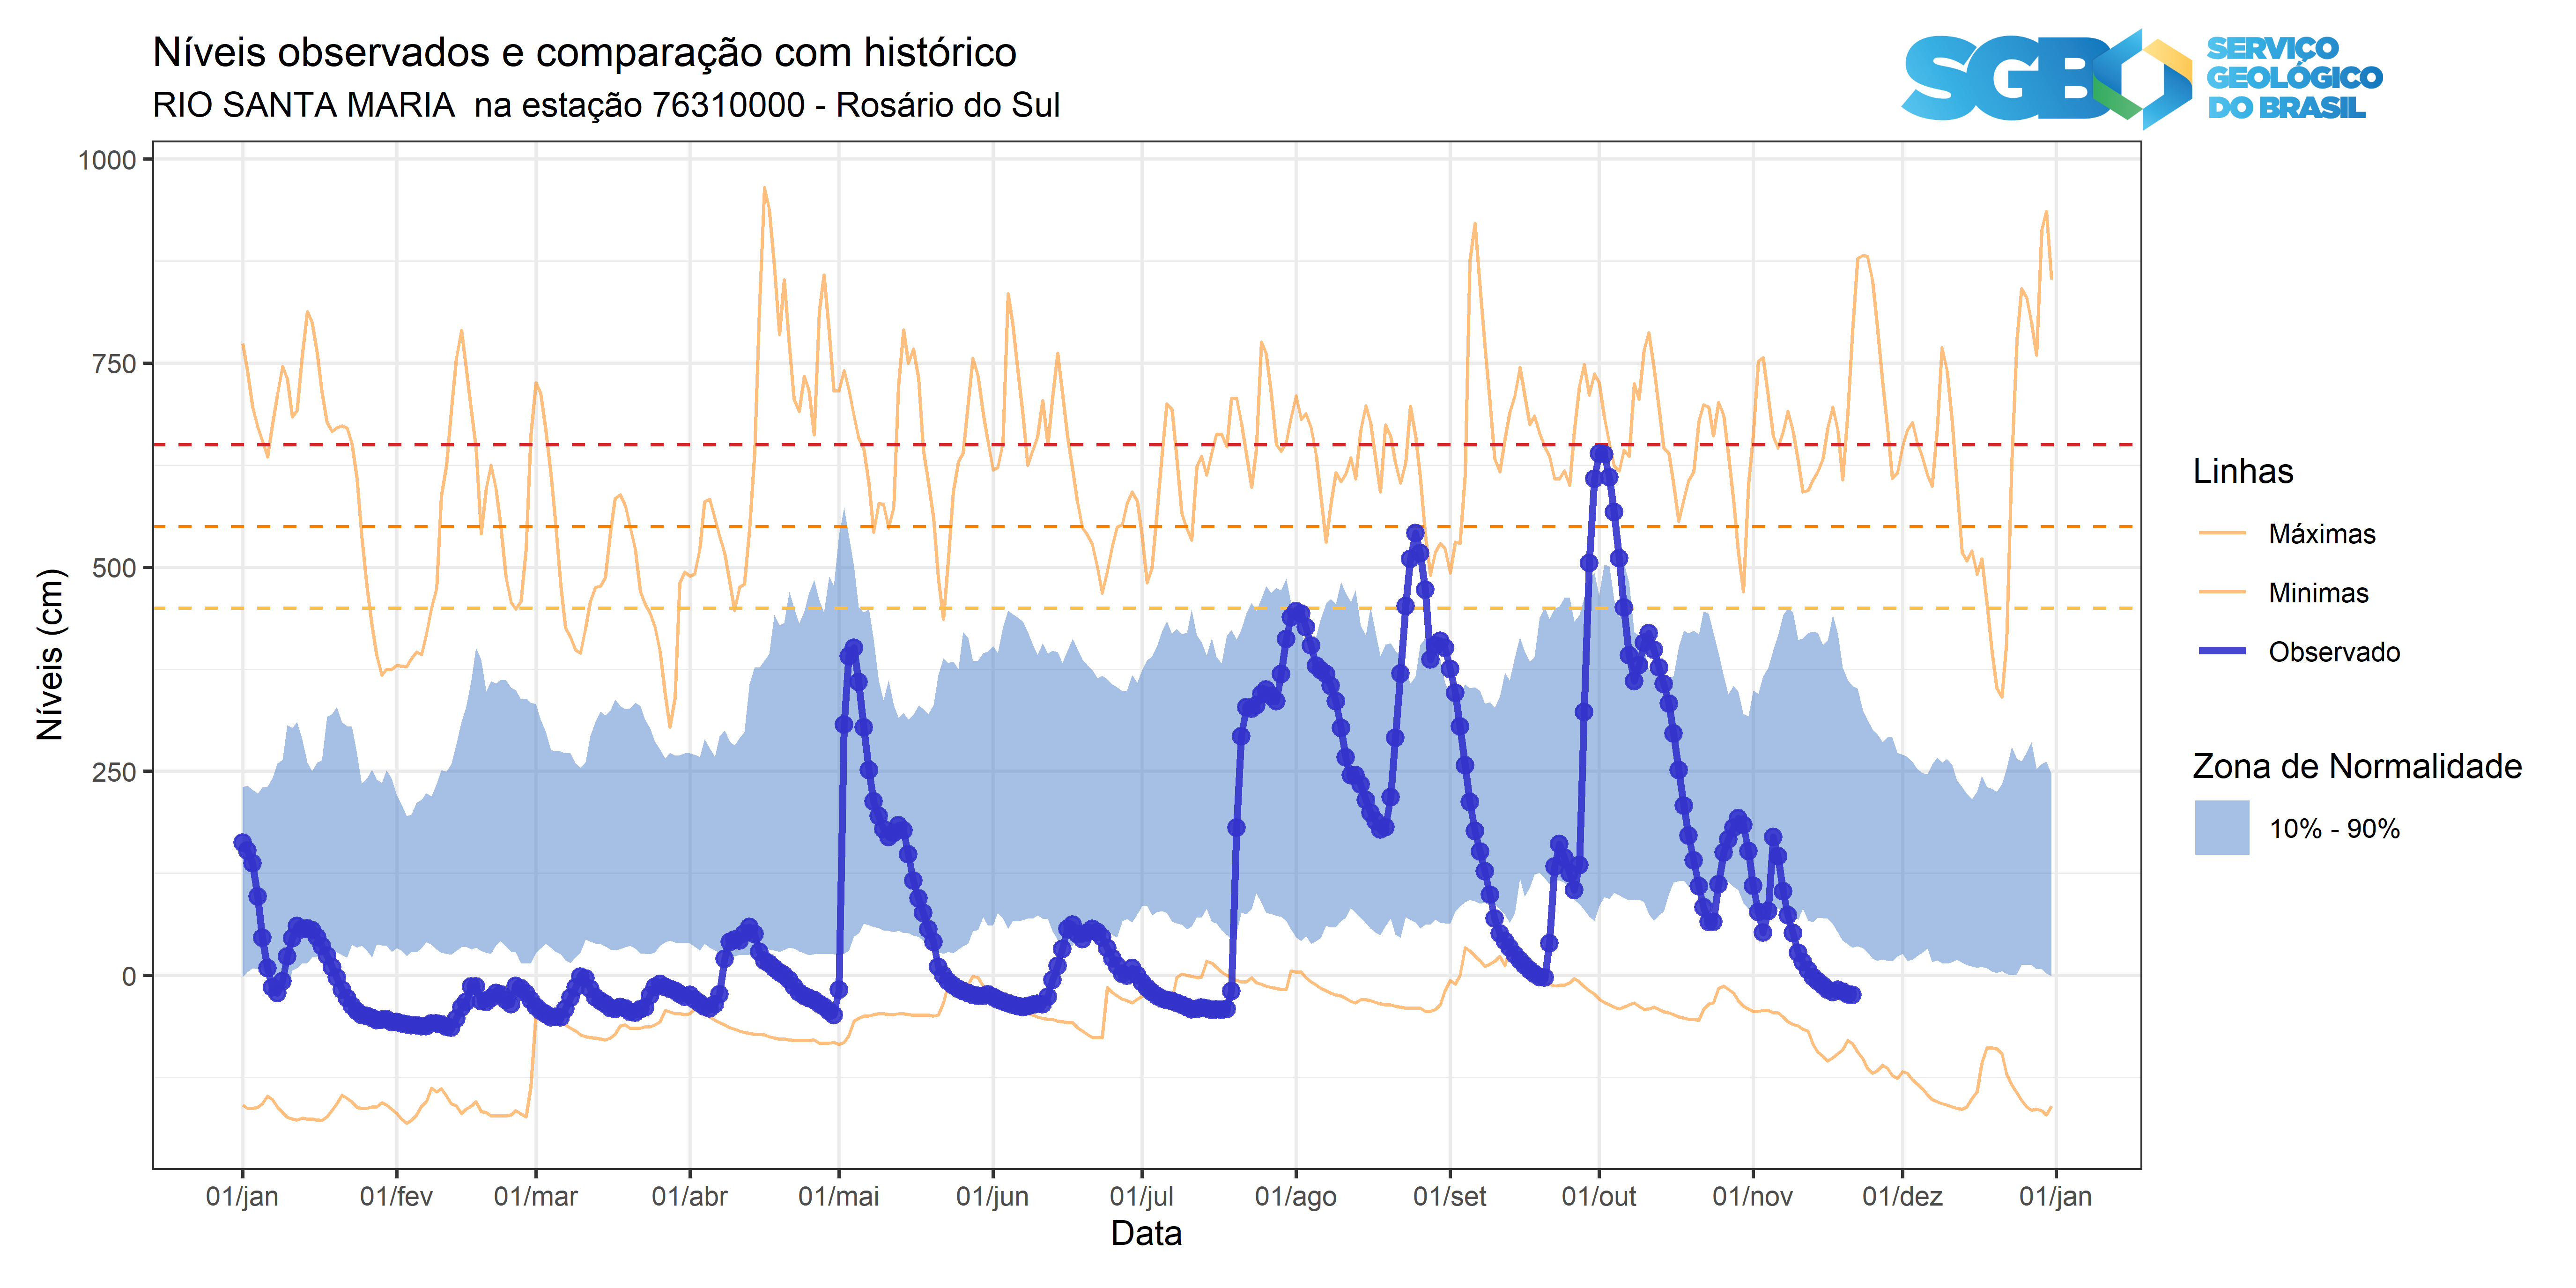 Níveis observados e comparação com histórico
RIO SANTA MARIA  na estação 76310000 - Rosário do Sul
SGB
SERVIÇO
GEOLÓGICO
DO BRASIL
1000
750
500
250
0
Níveis (cm)
01/jan
01/fev
01/mar
01/abr
01/mai
01/jun
01/jul
01/ago
01/set
01/out
01/nov
01/dez
01/jan
Data
Linhas
Máximas
Minimas
Observado
Zona de Normalidade
10% - 90%